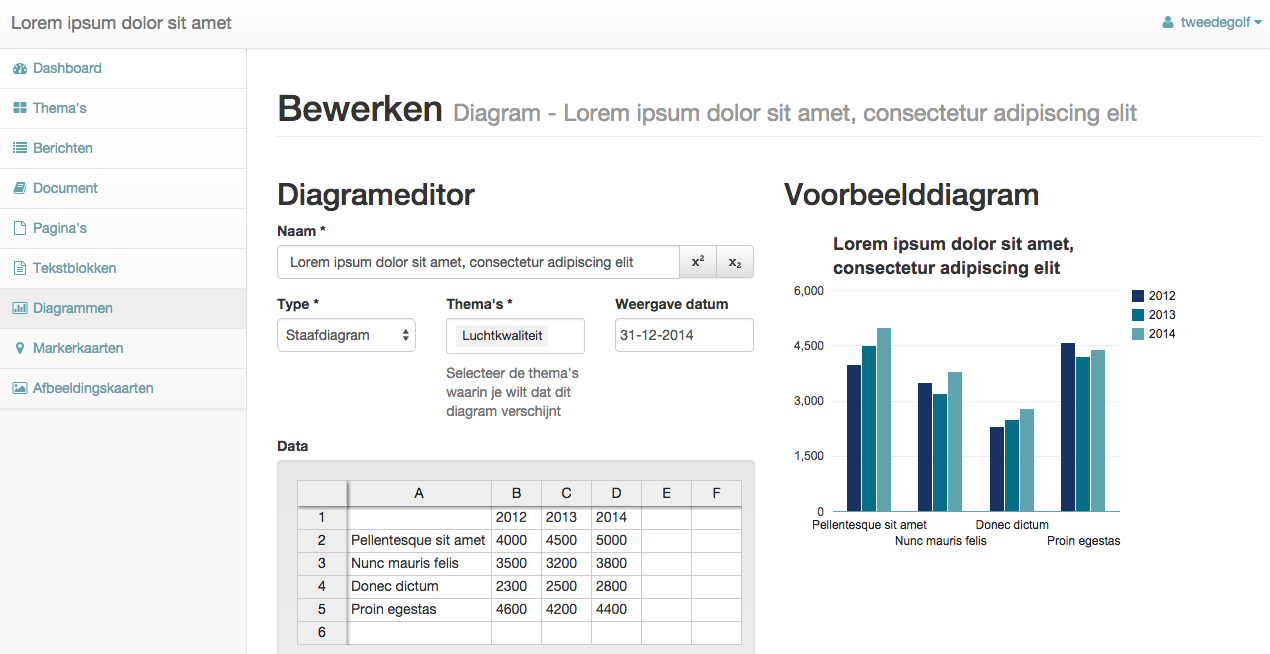 Lorem ipsum dolor sit amet
tweedegolf
Dashboard
Thema's
Berichten
Document
Pagina's
Tekstblokken
Diagrammen
Markerkaarten
Afbeeldingskaarten
Bewerken Diagram - Lorem ipsum dolor sit amet, consectetur adipiscing elit
Diagrameditor
Naam *
Lorem ipsum dolor sit amet, consectetur adipiscing elit x² x₂
Type * Thema's * Weergave datum
Staafdiagram Luchtkwaliteit 31-12-2014
Selecteer de thema's
waarin je wilt dat dit
diagram verschijnt
Data
A B C D E F
1 2012 2013 2014
2 Pellentesque sit amet 4000 4500 5000
3 Nunc mauris felis 3500 3200 3800
4 Donec dictum 2300 2500 2800
5 Proin egestas 4600 4200 4400
6
Voorbeelddiagram
Lorem ipsum dolor sit amet,
consectetur adipiscing elit
6,000
4,500
3,000
1,500
0
2012
2013
2014
Pellentesque sit amet Donec dictum
Nunc mauris felis Proin egestas